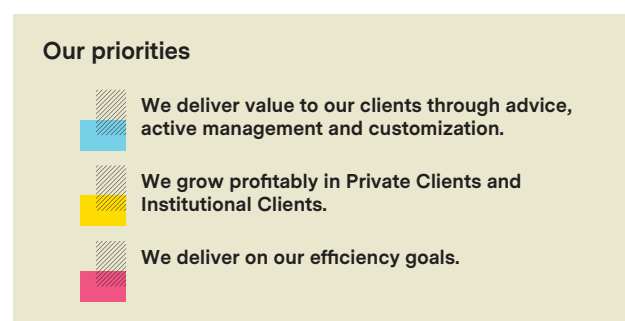 Our priorities
We deliver value to our clients through advice,
active management and customization.
We grow profitably in Private Clients and
Institutional Clients.
We deliver on our efficiency goals.